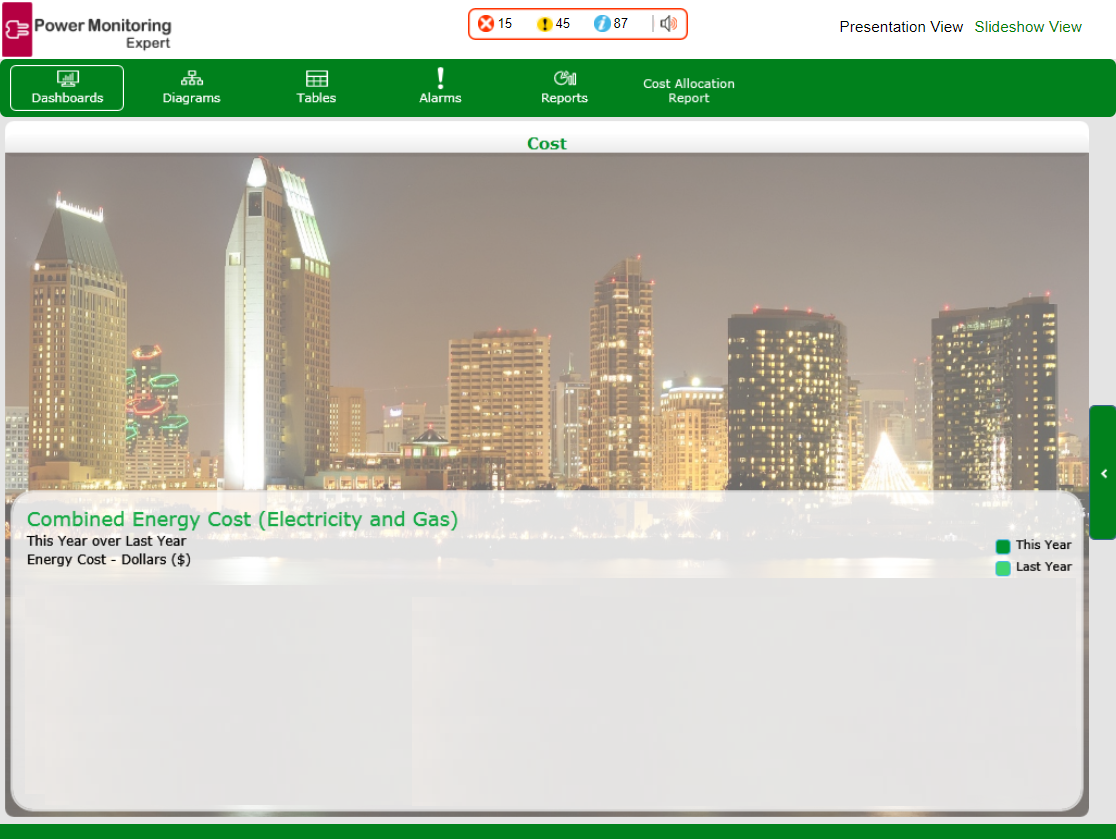 Power Monitoring
Expert
15
45
87
Presentation View
Slideshow View
Dashboards
Diagrams
Tables
Alarms
Reports
Cost Allocation
Report
Cost
Combined Energy Cost (Electricity and Gas)
This Year over Last Year
Energy Cost - Dollars ($)
This Year
Last Year